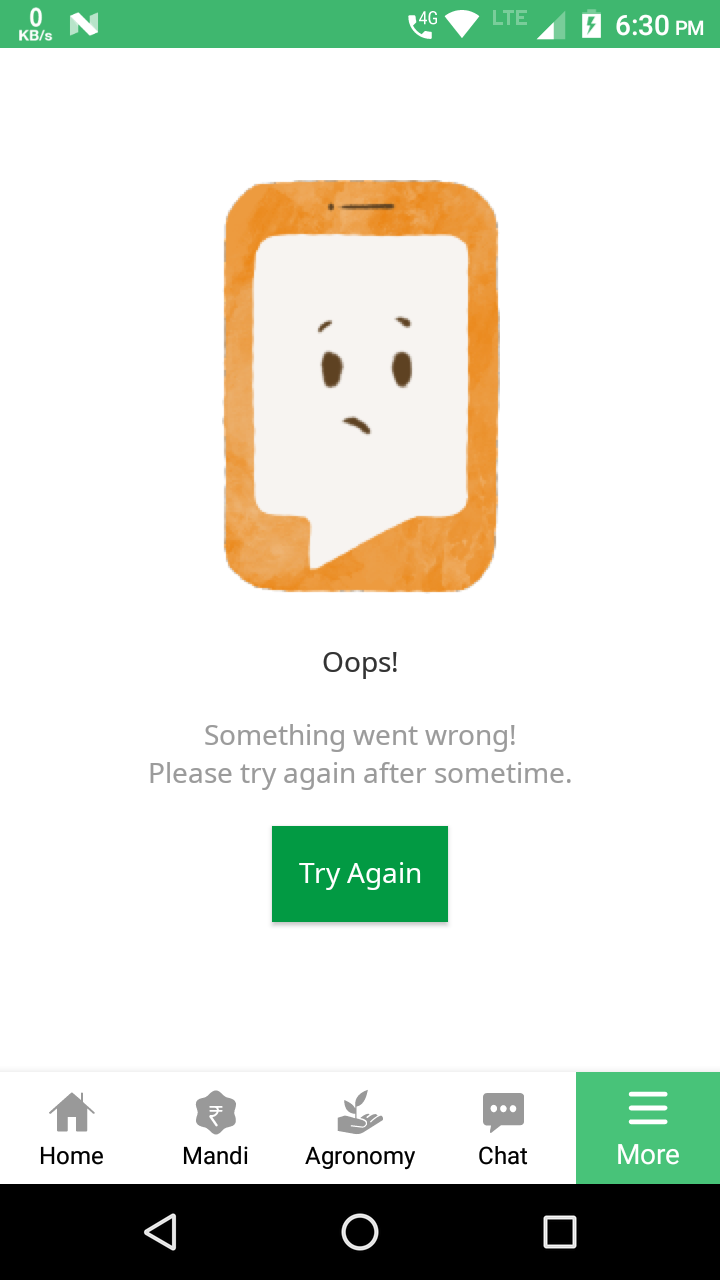 0
KB/s
4G
LTE
6:30 PM
Oops!
Something went wrong!
Please try again after sometime.
Try Again
₹
Home
Mandi
Agronomy
Chat
More